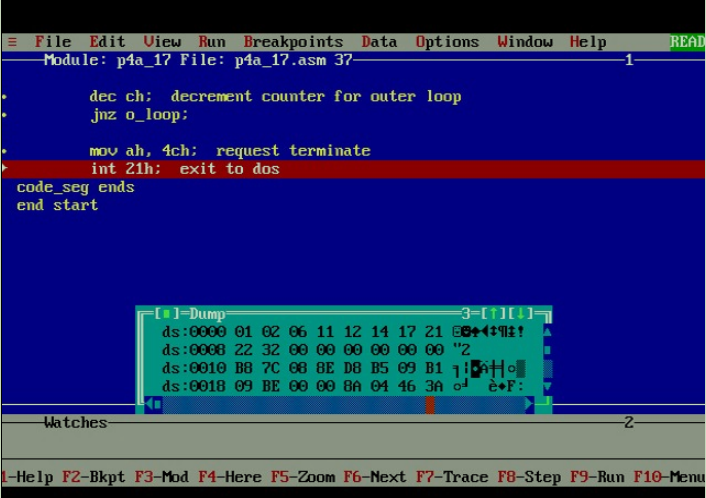 ≡ File Edit View Run Breakpoints Data Options Window Help READ
Module: p4a_17 File: p4a_17.asm 37 1
dec ch; decrement counter for outer loop
jnz o_loop;
mov ah, 4ch; request terminate
int 21h; exit to dos
code_seg ends
end start
[■]=Dump 3=[↑][↓]
ds:0000 01 02 06 11 12 14 17 21 ☺☻♠◄↕¶↨!
ds:0008 22 32 00 00 00 00 00 00 "2
ds:0010 B8 7C 08 8E D8 B5 09 B1 ╕|◘Ä╪╡○
ds:0018 09 BE 00 00 8A 04 46 3A ○╛ è♦F:
Watches 2
1-Help F2-Bkpt F3-Mod F4-Here F5-Zoom F6-Next F7-Trace F8-Step F9-Run F10-Menu